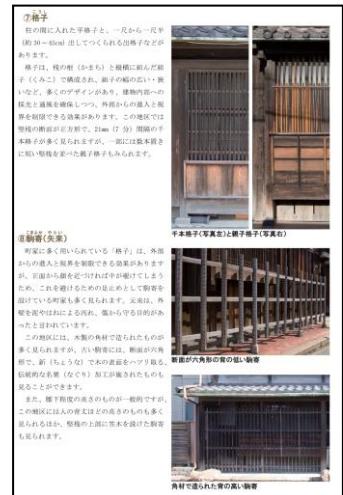 こうし
⑦格子
柱の間に入れた平格子と、一尺から一尺半
(約30～45cm)出してつくられる出格子などが
あります。
格子は、桟の框(かまち)と縦横に組んだ組
子(くみこ)で構成され、組子の幅の広い・狭
いなど、多くのデザインがあり、建物内部への
採光と通風を確保しつつ、外部からの進入と視
界を制限できる効果があります。この地区では
竪桟の断面が正方形で、21mm(7分)間隔の千
本格子が多く見られますが、一部には数本置き
に短い竪桟を並べた親子格子もみられます。
千本格子(写真左)と親子格子(写真右)
こまよせ やらい
⑧駒寄(矢来)
町家に多く用いられている「格子」は、外部
からの進入と視界を制限できる効果があります
が、正面から顔を近づければ中が覗けてしまう
ため、これを避けるための足止めとして駒寄を
設けている町家も多く見られます。元来は、外
壁を泥やはねによる汚れ、傷から守る目的があ
ったと言われています。
この地区には、木製の角材で造られたものが
多く見られますが、古い駒寄には、断面が六角
形で、釿(ちょうな)で木の表面をハツリ取る、
伝統的な名栗(なぐり)加工が施されたものも
見ることができます。
また、腰下程度の高さのものが一般的ですが、
この地区には人の背丈ほどの高さのものも多く
見られるほか、竪桟の上部に笠木を設けた駒寄
も見られます。
断面が六角形の背の低い駒寄
角材で造られた背の高い駒寄